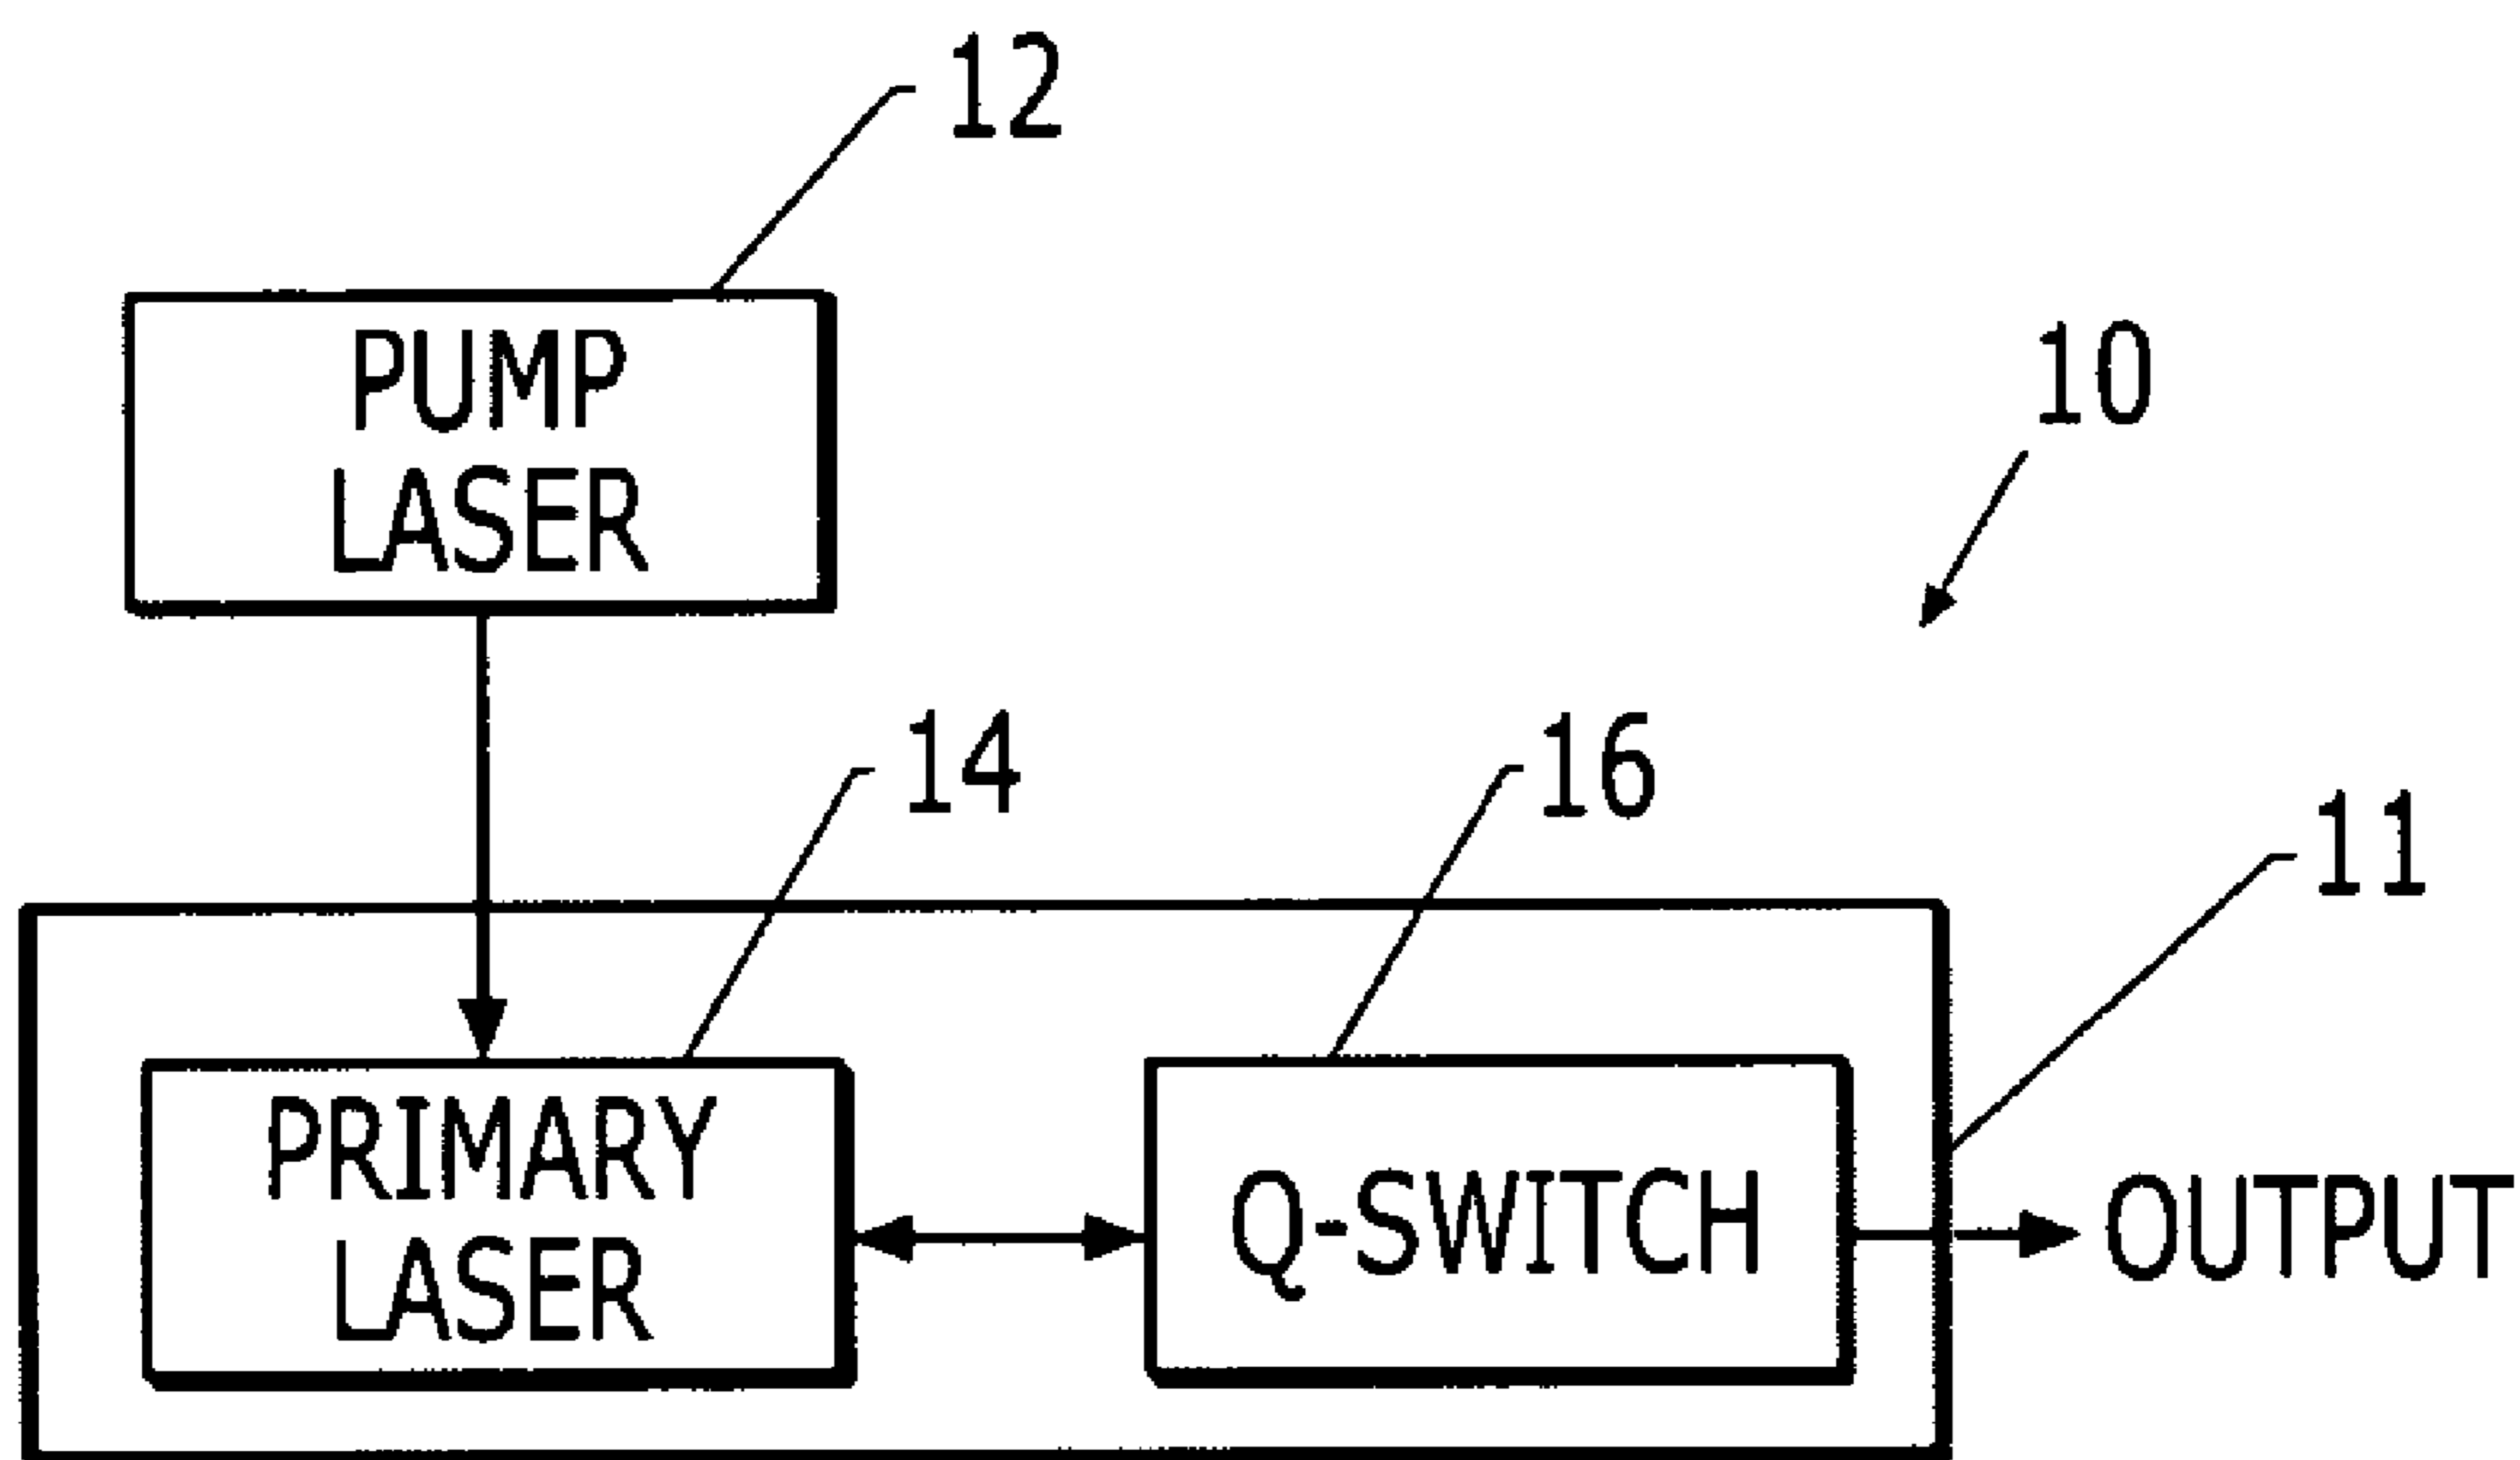 12
PUMP
LASER
10
14
16
11
PRIMARY
LASER
Q-SWITCH
OUTPUT